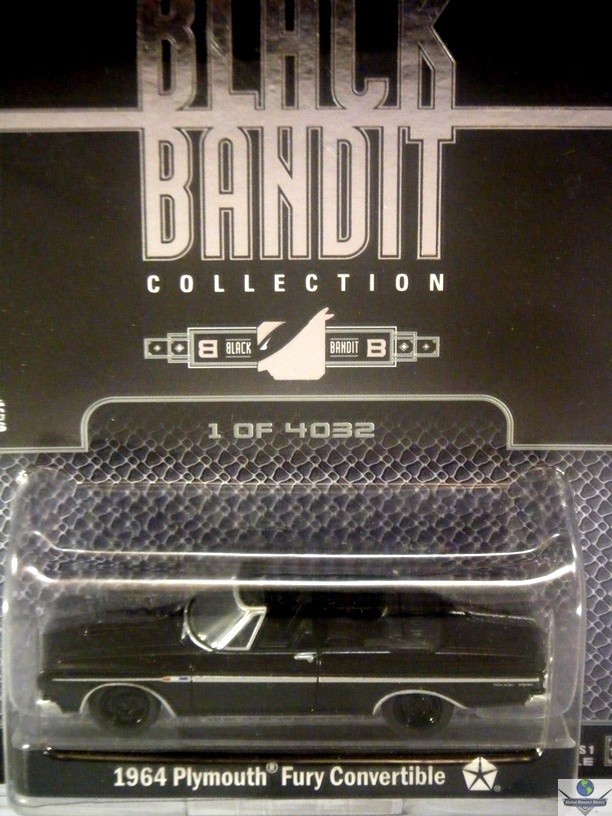 BLACK
BANDIT
COLLECTION
B BLACK BANDIT B
1 OF 4032
1964 Plymouth® Fury Convertible ®